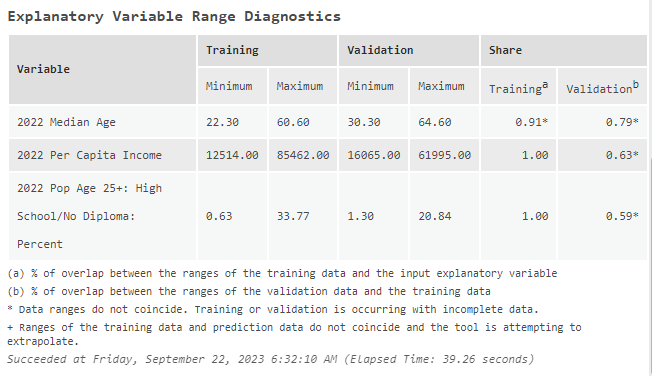 Explanatory Variable Range Diagnostics
Variable Training Validation Share
Minimum Maximum Minimum Maximum Training^a Validation^b
2022 Median Age 22.30 60.60 30.30 64.60 0.91* 0.79*
2022 Per Capita Income 12514.00 85462.00 16065.00 61995.00 1.00 0.63*
2022 Pop Age 25+: High
School/No Diploma: 0.63 33.77 1.30 20.84 1.00 0.59*
Percent
(a) % of overlap between the ranges of the training data and the input explanatory variable
(b) % of overlap between the ranges of the validation data and the training data
* Data ranges do not coincide. Training or validation is occurring with incomplete data.
+ Ranges of the training data and prediction data do not coincide and the tool is attempting to
extrapolate.
Succeeded at Friday, September 22, 2023 6:32:10 AM (Elapsed Time: 39.26 seconds)